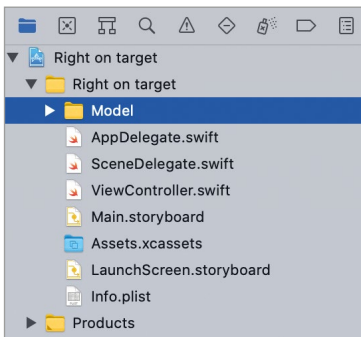 Right on target
Right on target
Model
AppDelegate.swift
SceneDelegate.swift
ViewController.swift
Main.storyboard
Assets.xcassets
LaunchScreen.storyboard
Info.plist
Products